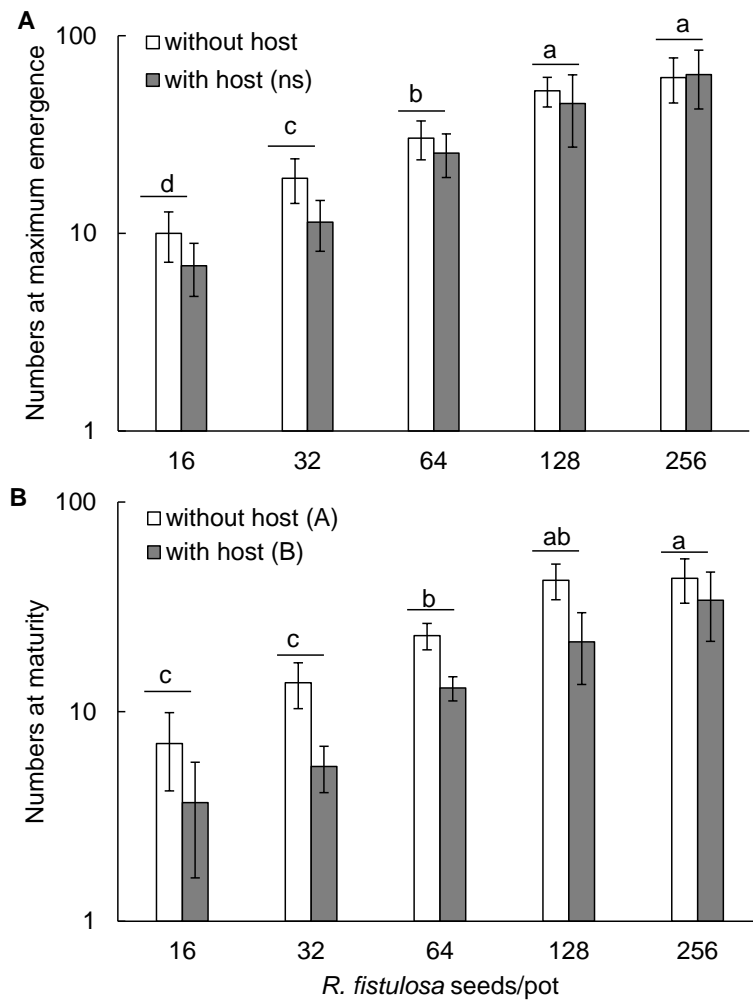 A
100
10
1
Numbers at maximum emergence
without host
with host (ns)
d
c
b
a
a
16 32 64 128 256
B
100
10
1
Numbers at maturity
without host (A)
with host (B)
c
c
b
ab
a
16 32 64 128 256
R. fistulosa seeds/pot